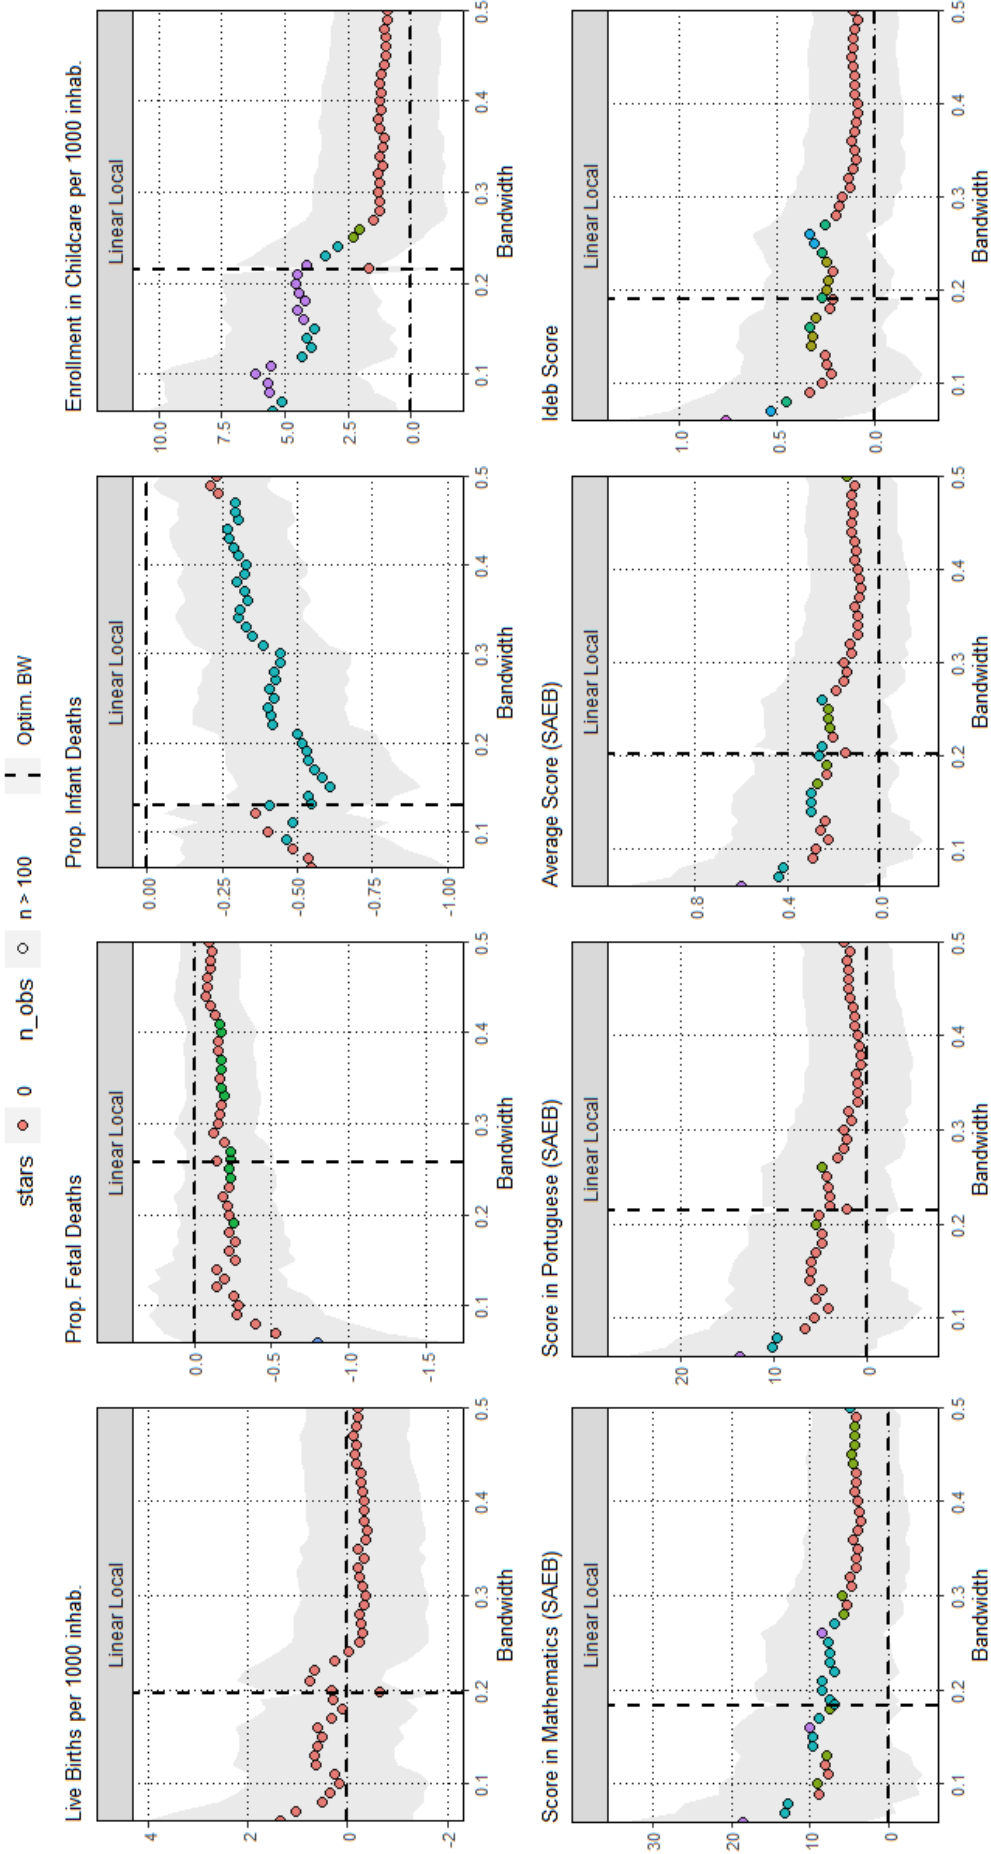 stars 0 n_obs n > 100 Optim. BW
Live Births per 1000 inhab.
Linear Local
4
2
0
-2
0.1 0.2 0.3 0.4 0.5
Bandwidth
Prop. Fetal Deaths
Linear Local
0.0
-0.5
-1.0
-1.5
0.1 0.2 0.3 0.4 0.5
Bandwidth
Prop. Infant Deaths
Linear Local
0.00
-0.25
-0.50
-0.75
-1.00
0.1 0.2 0.3 0.4 0.5
Bandwidth
Enrollment in Childcare per 1000 inhab.
Linear Local
10.0
7.5
5.0
2.5
0.0
0.1 0.2 0.3 0.4 0.5
Bandwidth
Score in Mathematics (SAEB)
Linear Local
30
20
10
0
0.1 0.2 0.3 0.4 0.5
Bandwidth
Score in Portuguese (SAEB)
Linear Local
20
10
0
0.1 0.2 0.3 0.4 0.5
Bandwidth
Average Score (SAEB)
Linear Local
0.8
0.4
0.0
0.1 0.2 0.3 0.4 0.5
Bandwidth
Ideb Score
Linear Local
1.0
0.5
0.0
0.1 0.2 0.3 0.4 0.5
Bandwidth